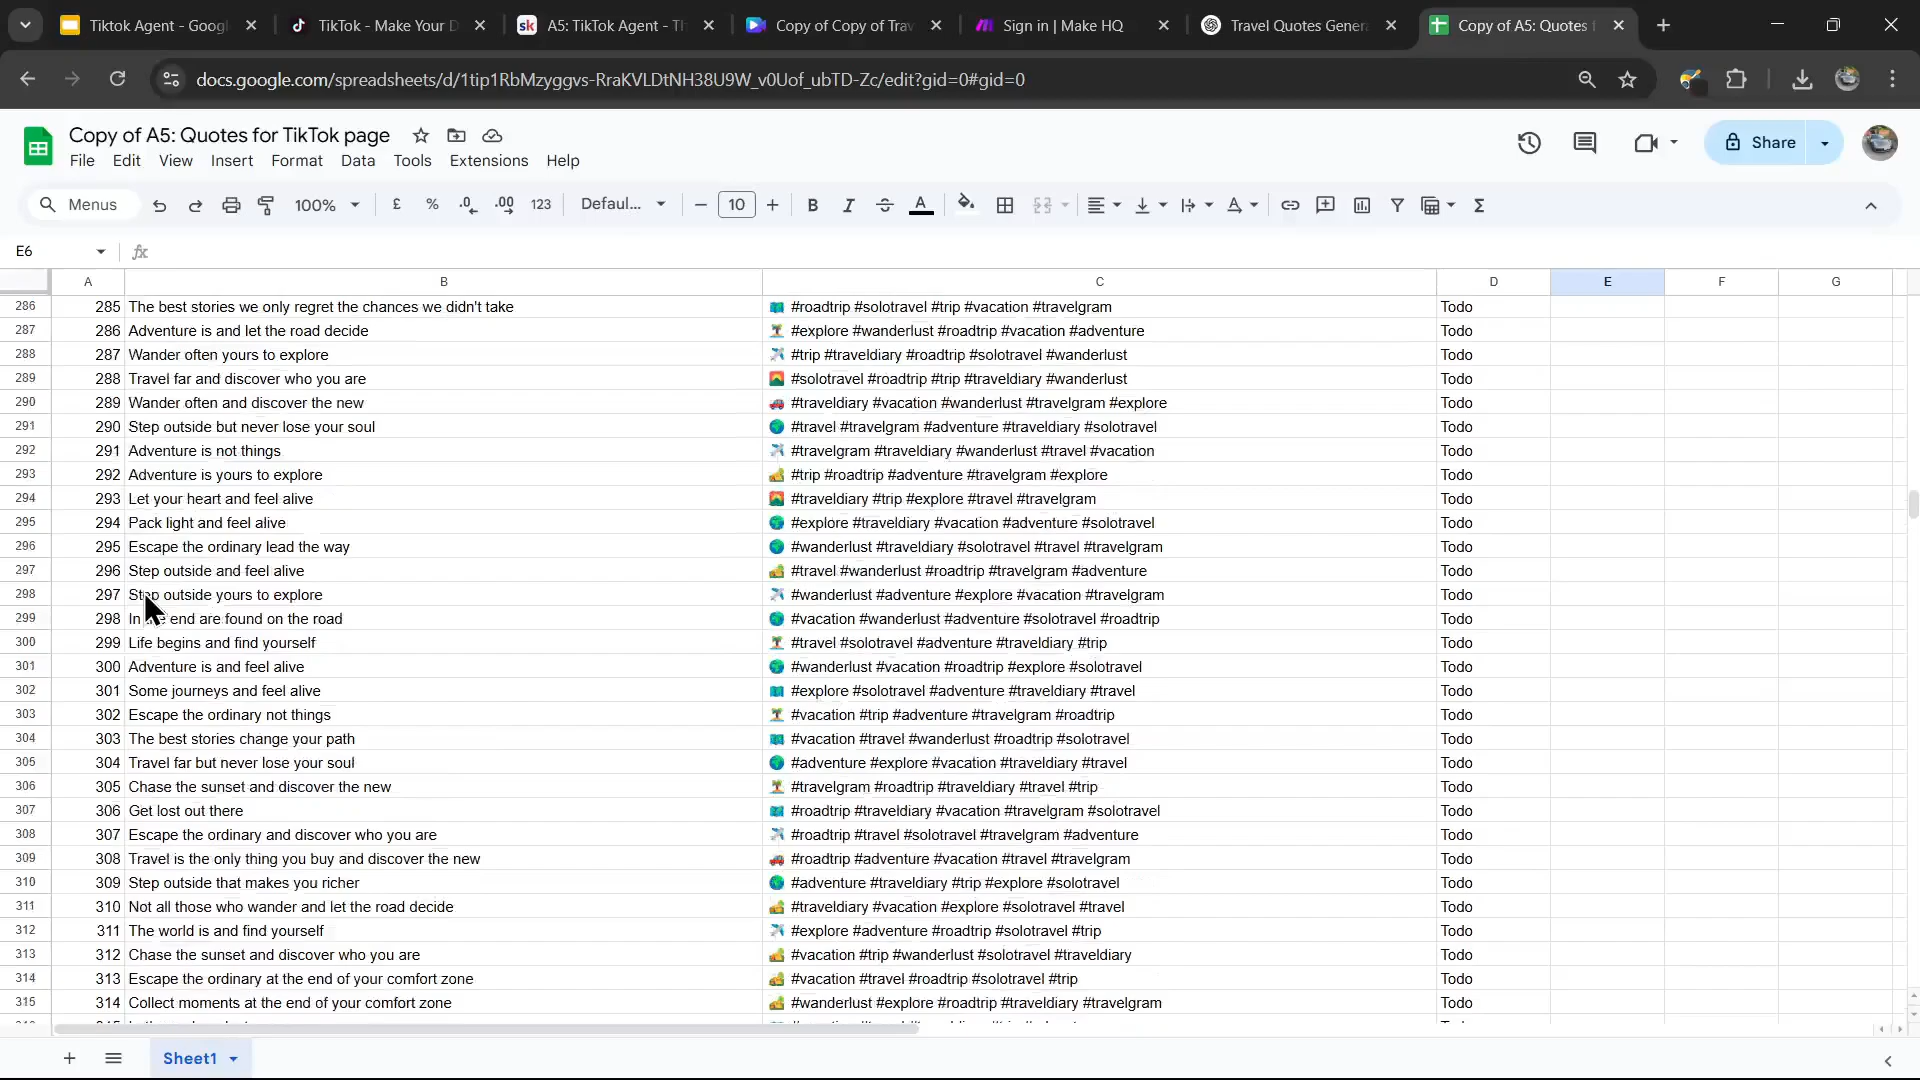 Tiktok Agent - Googl
TikTok - Make Your D
A5: TikTok Agent - Th
Copy of Copy of Trav
Sign in | Make HQ
Travel Quotes Gener
Copy of A5: Quotes f
docs.google.com/spreadsheets/d/1tip1RbMzyggvs-RraKVLDtNH38U9W_v0Uof_ubTD-Zc/edit?gid=0#gid=0
Copy of A5: Quotes for TikTok page
Share
File Edit View Insert Format Data Tools Extensions Help
Menus 100% £ % .0 .00 123 Defaul... 10 B I A Σ
E6 fx
A B C D E F G
286 285 The best stories we only regret the chances we didn't take #roadtrip #solotravel #trip #vacation #travelgram Todo
287 286 Adventure is and let the road decide #explore #wanderlust #roadtrip #vacation #adventure Todo
288 287 Wander often yours to explore #trip #traveldiary #roadtrip #solotravel #wanderlust Todo
289 288 Travel far and discover who you are #solotravel #roadtrip #trip #traveldiary #wanderlust Todo
290 289 Wander often and discover the new #traveldiary #vacation #wanderlust #travelgram #explore Todo
291 290 Step outside but never lose your soul #travel #travelgram #adventure #traveldiary #solotravel Todo
292 291 Adventure is not things #travelgram #traveldiary #wanderlust #travel #vacation Todo
293 292 Adventure is yours to explore #trip #roadtrip #adventure #travelgram #explore Todo
294 293 Let your heart and feel alive #traveldiary #trip #explore #travel #travelgram Todo
295 294 Pack light and feel alive #explore #traveldiary #vacation #adventure #solotravel Todo
296 295 Escape the ordinary lead the way #wanderlust #traveldiary #solotravel #travel #travelgram Todo
297 296 Step outside and feel alive #travel #wanderlust #roadtrip #travelgram #adventure Todo
298 297 Step outside yours to explore #wanderlust #adventure #explore #vacation #travelgram Todo
299 298 In the end are found on the road #vacation #wanderlust #adventure #solotravel #roadtrip Todo
300 299 Life begins and find yourself #travel #solotravel #adventure #traveldiary #trip Todo
301 300 Adventure is and feel alive #wanderlust #vacation #roadtrip #explore #solotravel Todo
302 301 Some journeys and feel alive #explore #solotravel #adventure #traveldiary #travel Todo
303 302 Escape the ordinary not things #vacation #trip #adventure #travelgram #roadtrip Todo
304 303 The best stories change your path #vacation #travel #wanderlust #roadtrip #solotravel Todo
305 304 Travel far but never lose your soul #adventure #explore #vacation #traveldiary #travel Todo
306 305 Chase the sunset and discover the new #travelgram #roadtrip #traveldiary #travel #trip Todo
307 306 Get lost out there #roadtrip #traveldiary #vacation #travelgram #solotravel Todo
308 307 Escape the ordinary and discover who you are #roadtrip #travel #solotravel #travelgram #adventure Todo
309 308 Travel is the only thing you buy and discover the new #roadtrip #adventure #vacation #travel #travelgram Todo
310 309 Step outside that makes you richer #adventure #traveldiary #trip #explore #solotravel Todo
311 310 Not all those who wander and let the road decide #traveldiary #vacation #explore #solotravel #travel Todo
312 311 The world is and find yourself #explore #adventure #roadtrip #solotravel #trip Todo
313 312 Chase the sunset and discover who you are #vacation #trip #wanderlust #solotravel #traveldiary Todo
314 313 Escape the ordinary at the end of your comfort zone #vacation #travel #roadtrip #solotravel #trip Todo
315 314 Collect moments at the end of your comfort zone #wanderlust #explore #roadtrip #traveldiary #travelgram Todo
Sheet1